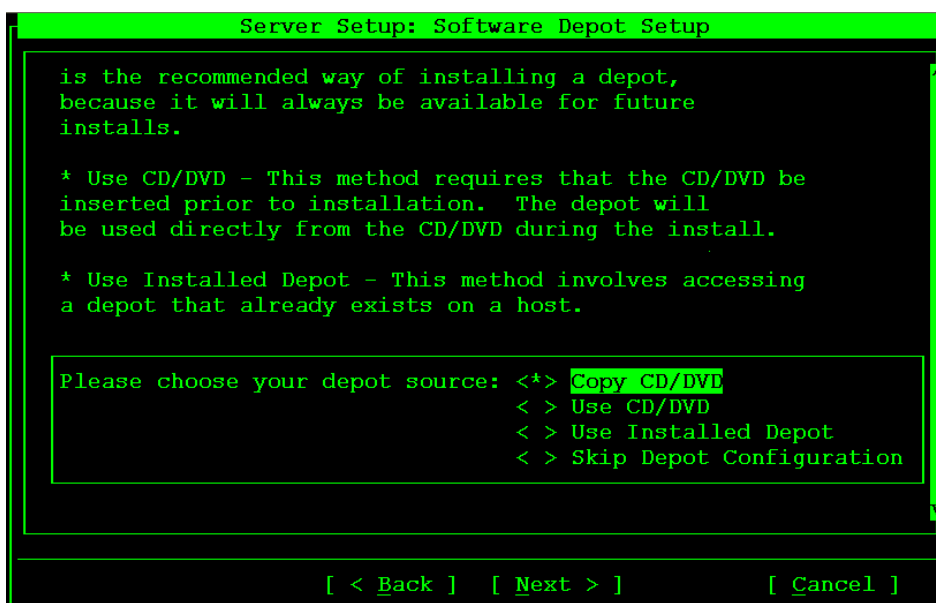 Server Setup: Software Depot Setup
is the recommended way of installing a depot,
because it will always be available for future
installs.
* Use CD/DVD - This method requires that the CD/DVD be
inserted prior to installation.  The depot will
be used directly from the CD/DVD during the install.
* Use Installed Depot - This method involves accessing
a depot that already exists on a host.
Please choose your depot source: <*> Copy CD/DVD
< > Use CD/DVD
< > Use Installed Depot
< > Skip Depot Configuration
[ < Back ]  [ Next > ]  [ Cancel ]